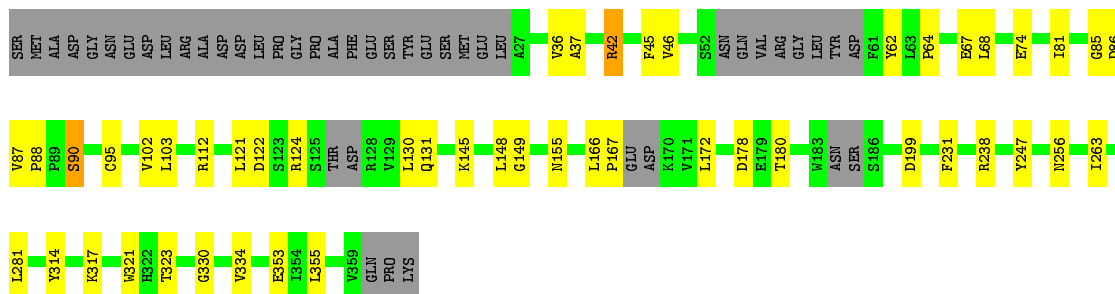 SER MET ALA ASP GLY ASN GLU ASP LEU ARG ALA ASP ASP LEU PRO GLY PRO ALA PHE GLU SER TYR GLU SER MET GLU LEU A27 V36 A37 R42 F45 V46 S52 ASN GLN VAL ARG GLY LEU TYR ASP F61 Y62 L63 P64 E67 L68 E74 I81 G85
V87 P88 P89 S90 C95 V102 L103 R112 L121 D122 S123 R124 S125 THR ASP R128 V129 L130 Q131 K145 L148 G149 N155 L166 P167 GLU ASP K170 V171 L172 D178 E179 T180 W183 ASN SER S186 D199 F231 R238 Y247 N256 I263
L281 Y314 K317 W321 H322 T323 G330 V334 E353 I354 L355 V359 GLN PRO LYS